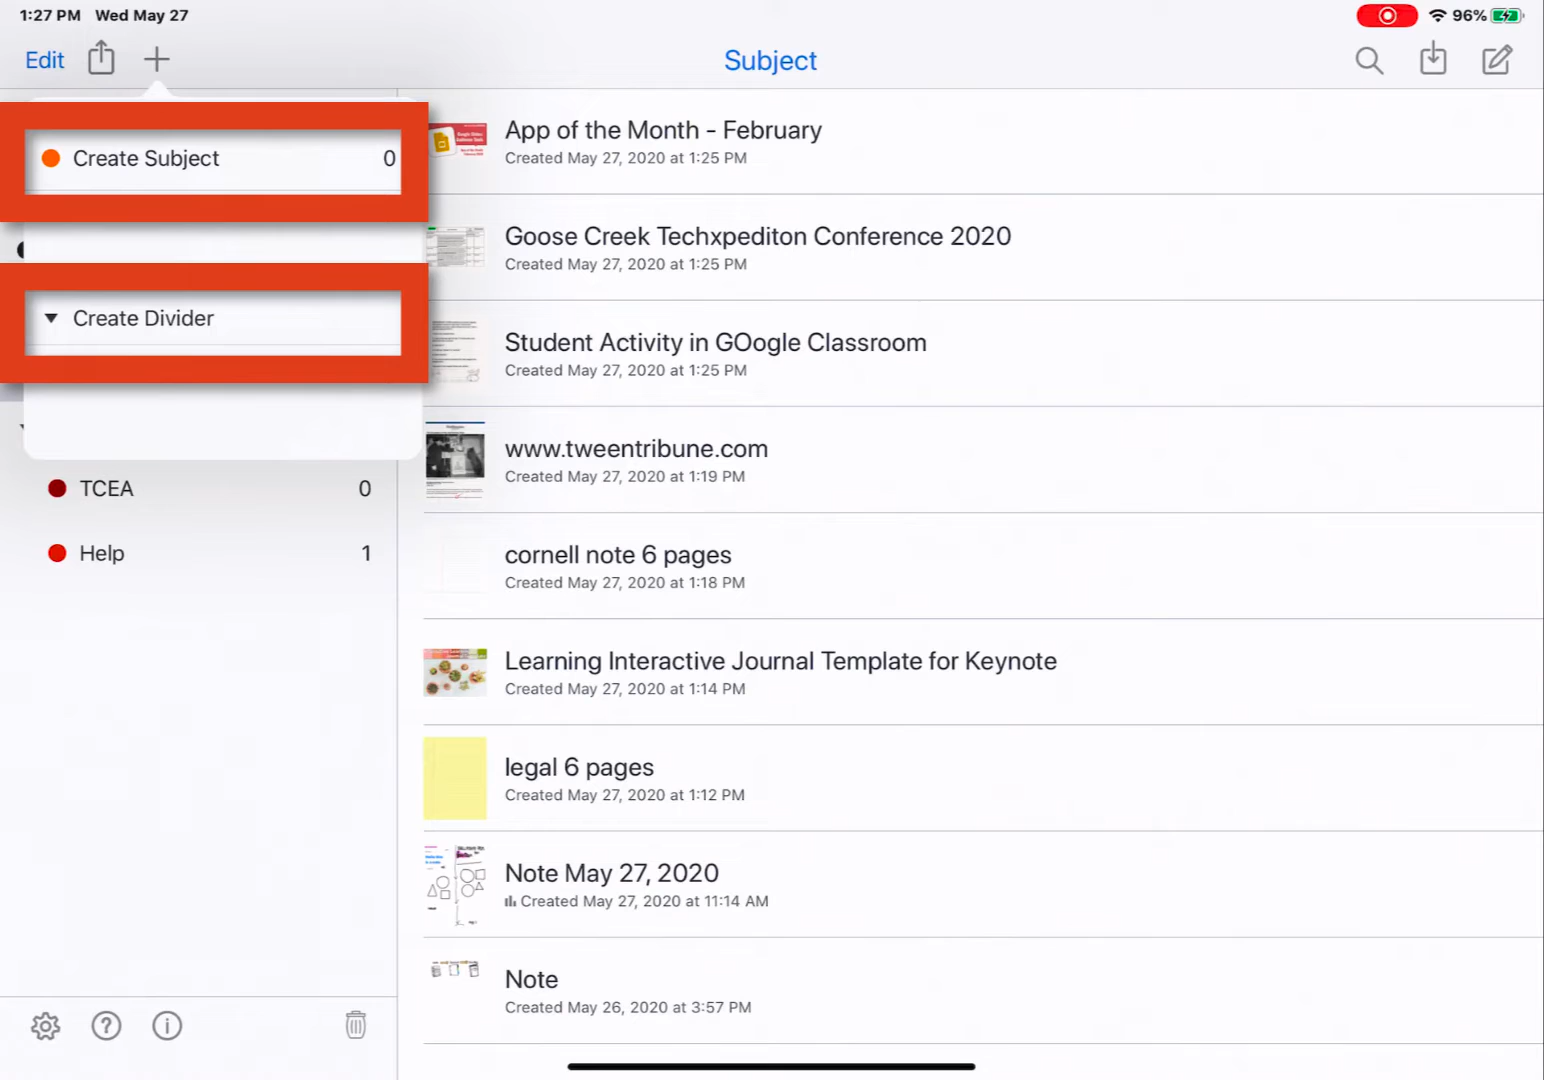 1:27 PM Wed May 27
96%
Edit
Subject
Create Subject 0
Create Divider
TCEA 0
Help 1
App of the Month - February
Created May 27, 2020 at 1:25 PM
Goose Creek Techxpediton Conference 2020
Created May 27, 2020 at 1:25 PM
Student Activity in GOogle Classroom
Created May 27, 2020 at 1:25 PM
www.tweentribune.com
Created May 27, 2020 at 1:19 PM
cornell note 6 pages
Created May 27, 2020 at 1:18 PM
Learning Interactive Journal Template for Keynote
Created May 27, 2020 at 1:14 PM
legal 6 pages
Created May 27, 2020 at 1:12 PM
Note May 27, 2020
Created May 27, 2020 at 11:14 AM
Note
Created May 26, 2020 at 3:57 PM